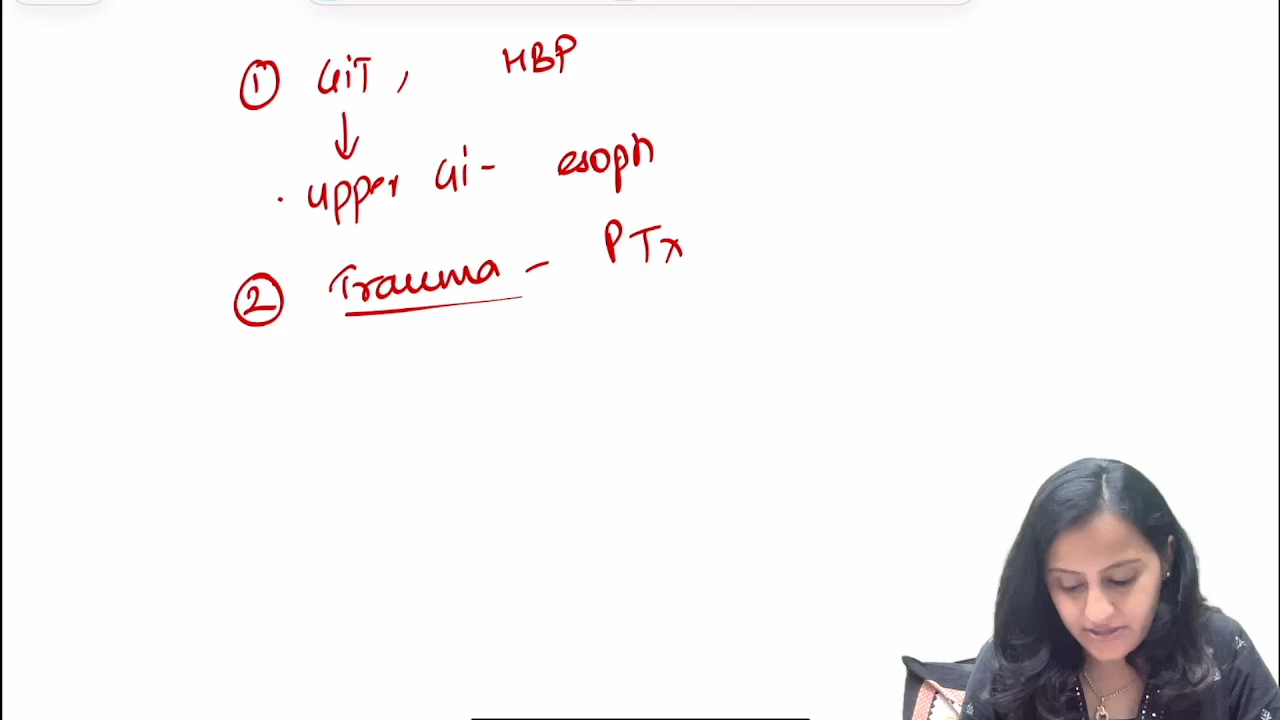 ① GiT, HBP
↓
. Upper Gi - esoph
② Trauma - PTx